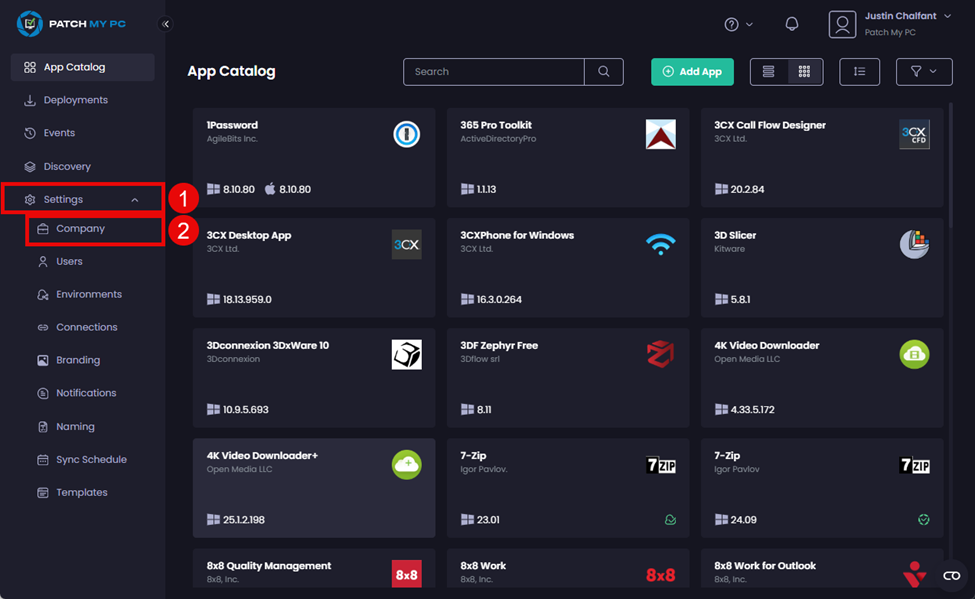 PATCH MY PC
Justin Chalfant
Patch My PC
App Catalog
Deployments
Events
Discovery
Settings
1
Company
2
Users
Environments
Connections
Branding
Notifications
Naming
Sync Schedule
Templates
App Catalog
Search
Add App
1Password
AgileBits Inc.
8.10.80 8.10.80
365 Pro Toolkit
ActiveDirectoryPro
1.1.13
3CX Call Flow Designer
3CX Ltd.
3CX
CFD
20.2.84
3CX Desktop App
3CX Ltd.
3CX
18.13.959.0
3CXPhone for Windows
3CX Ltd.
16.3.0.264
3D Slicer
Kitware
5.8.1
3Dconnexion 3DxWare 10
3Dconnexion
10.9.5.693
3DF Zephyr Free
3Dflow srl
8.11
4K Video Downloader
Open Media LLC
4.33.5.172
4K Video Downloader+
Open Media LLC
25.1.2.198
7-Zip
Igor Pavlov.
7ZIP
23.01
7-Zip
Igor Pavlov
7ZIP
24.09
8x8 Quality Management
8x8, Inc.
8x8
8x8 Work
8x8, Inc.
8x8
8x8 Work for Outlook
8x8, Inc.